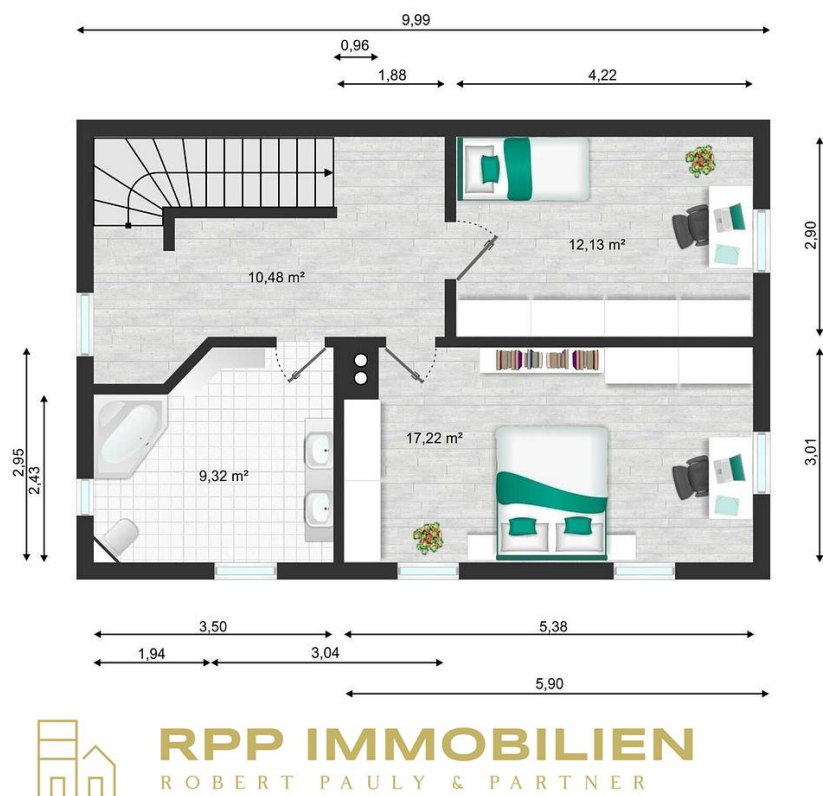 9,99
0,96
1,88
4,22
12,13 m²
2,90
10,48 m²
17,22 m²
9,32 m²
2,95
2,43
3,01
3,50
5,38
1,94
3,04
5,90
RPP IMMOBILIEN
ROBERT PAULY & PARTNER